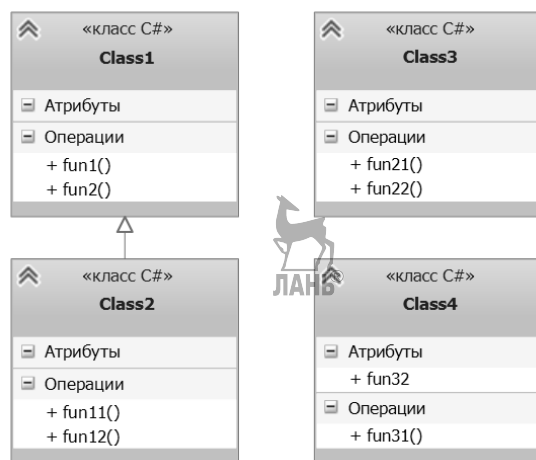 «класс C#»
Class1
Атрибуты
Операции
+ fun1()
+ fun2()
«класс C#»
Class3
Атрибуты
Операции
+ fun21()
+ fun22()
ЛАНЬ®
«класс C#»
Class2
Атрибуты
Операции
+ fun11()
+ fun12()
«класс C#»
Class4
Атрибуты
+ fun32
Операции
+ fun31()